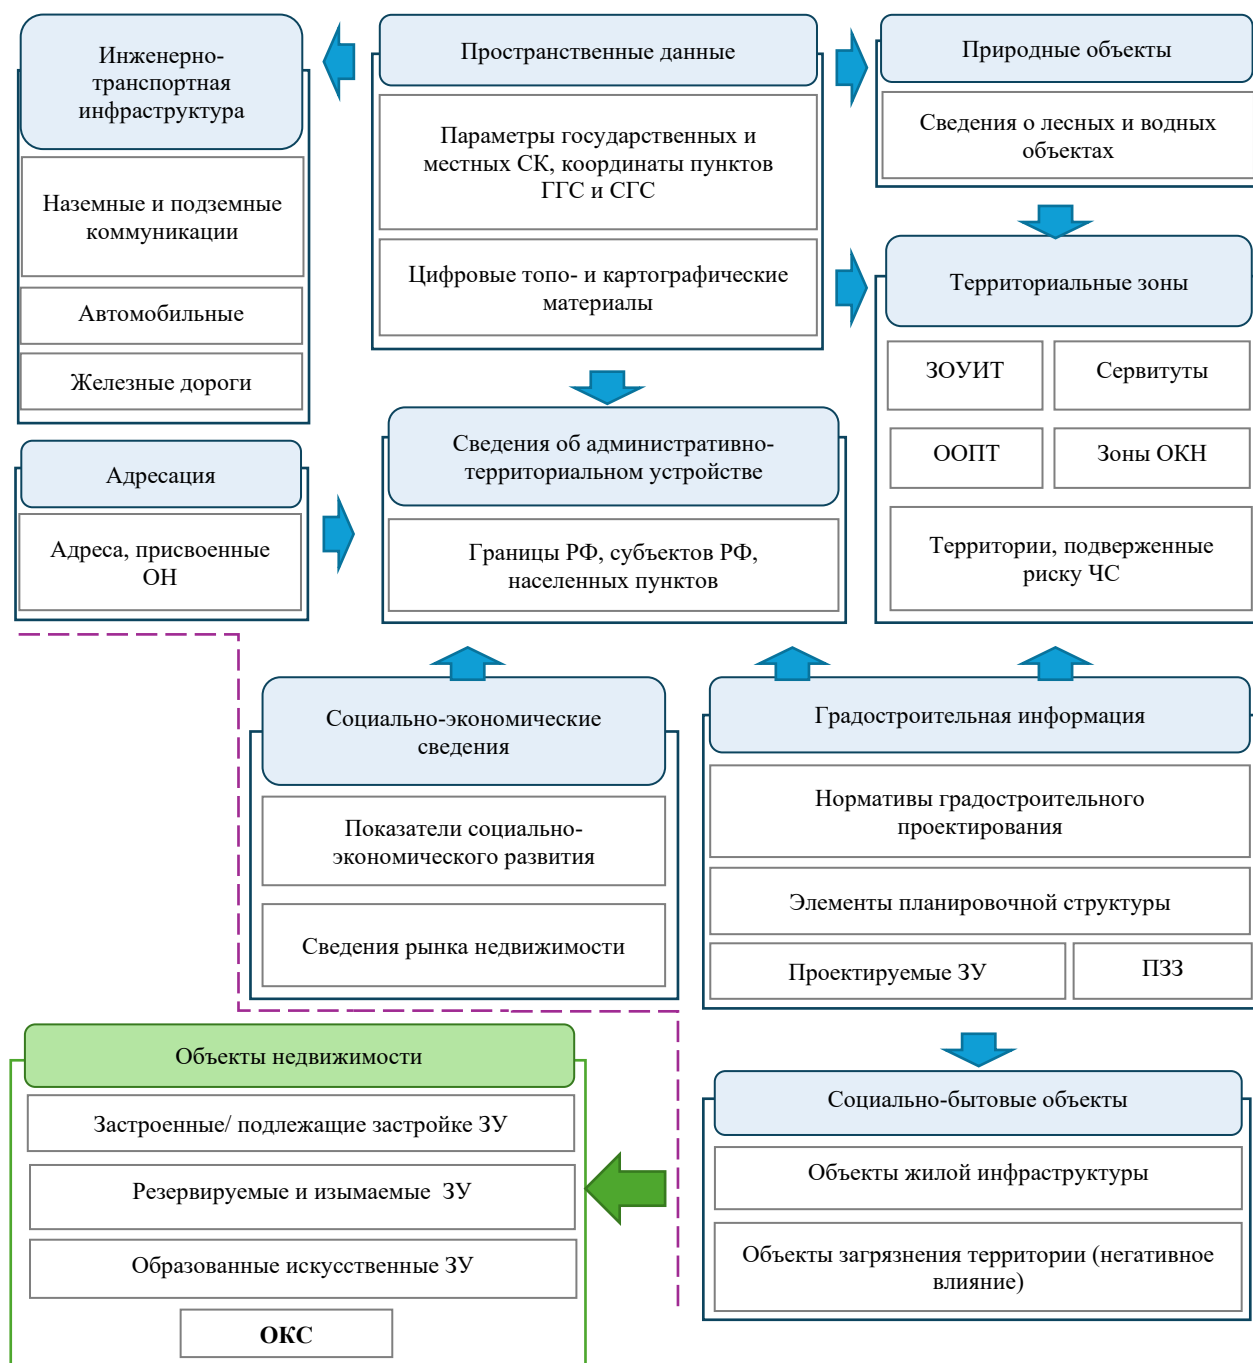 Инженерно-
транспортная
инфраструктура
Наземные и подземные
коммуникации
Автомобильные
Железные дороги
Пространственные данные
Параметры государственных и
местных СК, координаты пунктов
ГГС и СГС
Цифровые топо- и картографические
материалы
Природные объекты
Сведения о лесных и водных
объектах
Территориальные зоны
ЗОУИТ
Сервитуты
ООПТ
Зоны ОКН
Территории, подверженные
риску ЧС
Адресация
Адреса, присвоенные
ОН
Сведения об административно-
территориальном устройстве
Границы РФ, субъектов РФ,
населенных пунктов
Социально-экономические
сведения
Показатели социально-
экономического развития
Сведения рынка недвижимости
Градостроительная информация
Нормативы градостроительного
проектирования
Элементы планировочной структуры
Проектируемые ЗУ
ПЗЗ
Объекты недвижимости
Застроенные/ подлежащие застройке ЗУ
Резервируемые и изымаемые ЗУ
Образованные искусственные ЗУ
ОКС
Социально-бытовые объекты
Объекты жилой инфраструктуры
Объекты загрязнения территории (негативное
влияние)